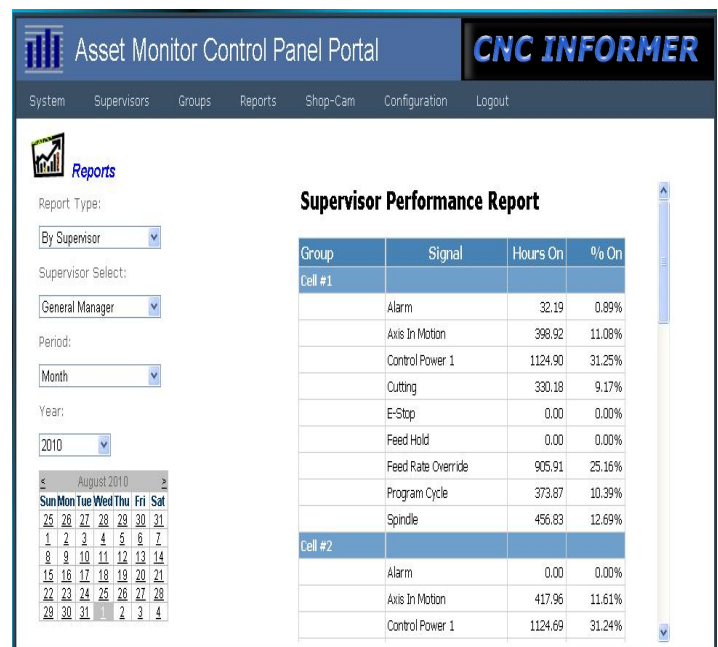 Asset Monitor Control Panel Portal
CNC INFORMER
System Supervisors Groups Reports Shop-Cam Configuration Logout
Reports
Report Type:
By Supervisor
Supervisor Select:
General Manager
Period:
Month
Year:
2010
< August 2010 >
Sun Mon Tue Wed Thu Fri Sat
25 26 27 28 29 30 31
1 2 3 4 5 6 7
8 9 10 11 12 13 14
15 16 17 18 19 20 21
22 23 24 25 26 27 28
29 30 31 1 2 3 4
Supervisor Performance Report
Group Signal Hours On % On
Cell #1
Alarm 32.19 0.89%
Axis In Motion 398.92 11.08%
Control Power 1 1124.90 31.25%
Cutting 330.18 9.17%
E-Stop 0.00 0.00%
Feed Hold 0.00 0.00%
Feed Rate Override 905.91 25.16%
Program Cycle 373.87 10.39%
Spindle 456.83 12.69%
Cell #2
Alarm 0.00 0.00%
Axis In Motion 417.96 11.61%
Control Power 1 1124.69 31.24%